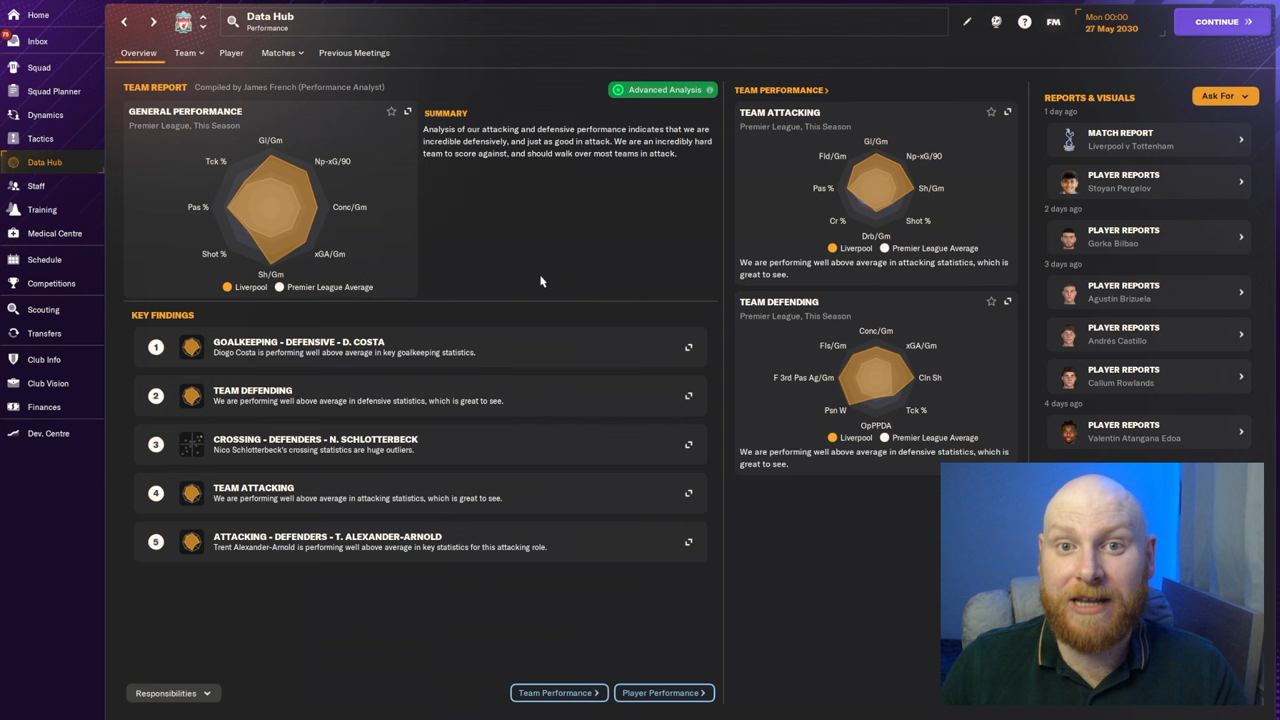 Home
75
Inbox
Squad
Squad Planner
Dynamics
Tactics
Data Hub
Staff
Training
Medical Centre
Schedule
Competitions
Scouting
Transfers
Club Info
Club Vision
Finances
Dev. Centre
Data Hub
Performance
?
FM
Mon 00:00
27 May 2030
CONTINUE
Overview
Team
Player
Matches
Previous Meetings
TEAM REPORT Compiled by James French (Performance Analyst)
Advanced Analysis
GENERAL PERFORMANCE
Premier League, This Season
Gl/Gm
Tck %
Np-xG/90
Pas %
Conc/Gm
Shot %
xGA/Gm
Sh/Gm
Liverpool
Premier League Average
SUMMARY
Analysis of our attacking and defensive performance indicates that we are
incredible defensively, and just as good in attack. We are an incredibly hard
team to score against, and should walk over most teams in attack.
KEY FINDINGS
1
GOALKEEPING - DEFENSIVE - D. COSTA
Diogo Costa is performing well above average in key goalkeeping statistics.
2
TEAM DEFENDING
We are performing well above average in defensive statistics, which is great to see.
3
CROSSING - DEFENDERS - N. SCHLOTTERBECK
Nico Schlotterbeck's crossing statistics are huge outliers.
4
TEAM ATTACKING
We are performing well above average in attacking statistics, which is great to see.
5
ATTACKING - DEFENDERS - T. ALEXANDER-ARNOLD
Trent Alexander-Arnold is performing well above average in key statistics for this attacking role.
Responsibilities
Team Performance
Player Performance
TEAM PERFORMANCE
TEAM ATTACKING
Premier League, This Season
Gl/Gm
Fld/Gm
Np-xG/90
Pas %
Sh/Gm
Cr %
Shot %
Drb/Gm
Liverpool
Premier League Average
We are performing well above average in attacking statistics, which is
great to see.
TEAM DEFENDING
Premier League, This Season
Conc/Gm
Fls/Gm
xGA/Gm
F 3rd Pas Ag/Gm
Cln Sh
Psn W
Tck %
OpPPDA
Liverpool
Premier League Average
We are performing well above average in defensive statistics, which is
great to see.
REPORTS & VISUALS
Ask For
1 day ago
MATCH REPORT
Liverpool v Tottenham
PLAYER REPORTS
Stoyan Pergelov
2 days ago
PLAYER REPORTS
Gorka Bilbao
3 days ago
PLAYER REPORTS
Agustín Brizuela
PLAYER REPORTS
Andrés Castillo
PLAYER REPORTS
Callum Rowlands
4 days ago
PLAYER REPORTS
Valentín Atangana Edoa